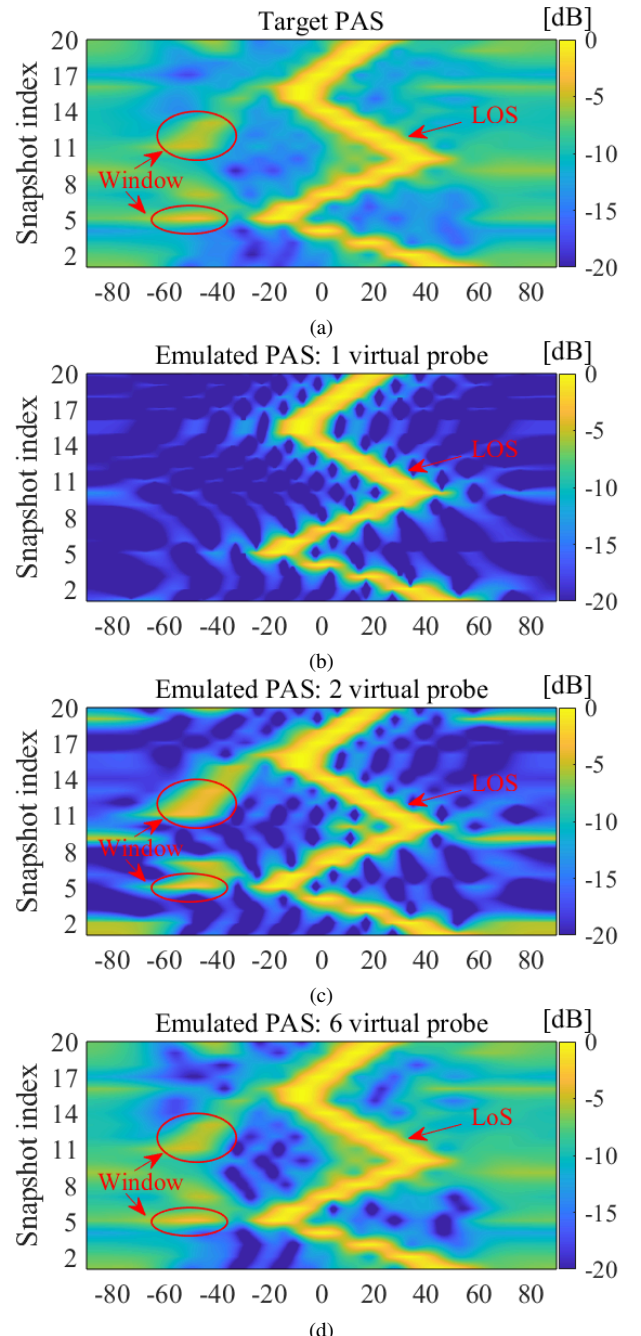 Target PAS
[dB]
20
17
14
11
8
5
2
Snapshot index
LOS
Window
0
-5
-10
-15
-20
-80 -60 -40 -20 0 20 40 60 80
(a)
Emulated PAS: 1 virtual probe
[dB]
20
17
14
11
8
5
2
Snapshot index
LOS
0
-5
-10
-15
-20
-80 -60 -40 -20 0 20 40 60 80
(b)
Emulated PAS: 2 virtual probe
[dB]
20
17
14
11
8
5
2
Snapshot index
LOS
Window
0
-5
-10
-15
-20
-80 -60 -40 -20 0 20 40 60 80
(c)
Emulated PAS: 6 virtual probe
[dB]
20
17
14
11
8
5
2
Snapshot index
LoS
Window
0
-5
-10
-15
-20
-80 -60 -40 -20 0 20 40 60 80
(d)